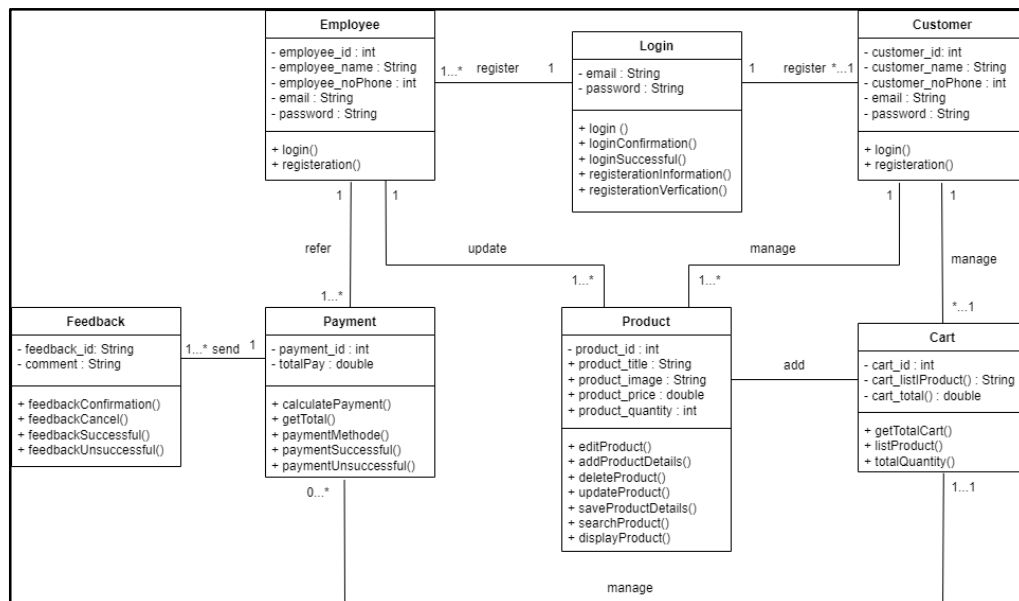 Employee
- employee_id : int
- employee_name : String
- employee_noPhone : int
- email : String
- password : String
+ login()
+ registeration()
1...*
register
1
Login
- email : String
- password : String
+ login ()
+ loginConfirmation()
+ loginSuccessful()
+ registerationInformation()
+ registerationVerfication()
1
register
*...1
Customer
- customer_id: int
- customer_name : String
- customer_noPhone : int
- email : String
- password : String
+ login()
+ registeration()
1
1
1
1
refer
update
manage
manage
1...*
1...*
1...*
*...1
Feedback
- feedback_id: String
- comment : String
+ feedbackConfirmation()
+ feedbackCancel()
+ feedbackSuccessful()
+ feedbackUnsuccessful()
1...*
send
1
Payment
- payment_id : int
- totalPay : double
+ calculatePayment()
+ getTotal()
+ paymentMethode()
+ paymentSuccessful()
+ paymentUnsuccessful()
Product
- product_id : int
+ product_title : String
+ product_image : String
+ product_price : double
+ product_quantity : int
+ editProduct()
+ addProductDetails()
+ deleteProduct()
+ updateProduct()
+ saveProductDetails()
+ searchProduct()
+ displayProduct()
add
Cart
- cart_id : int
- cart_listIProduct() : String
- cart_total() : double
+ getTotalCart()
+ listProduct()
+ totalQuantity()
0...*
1...1
manage